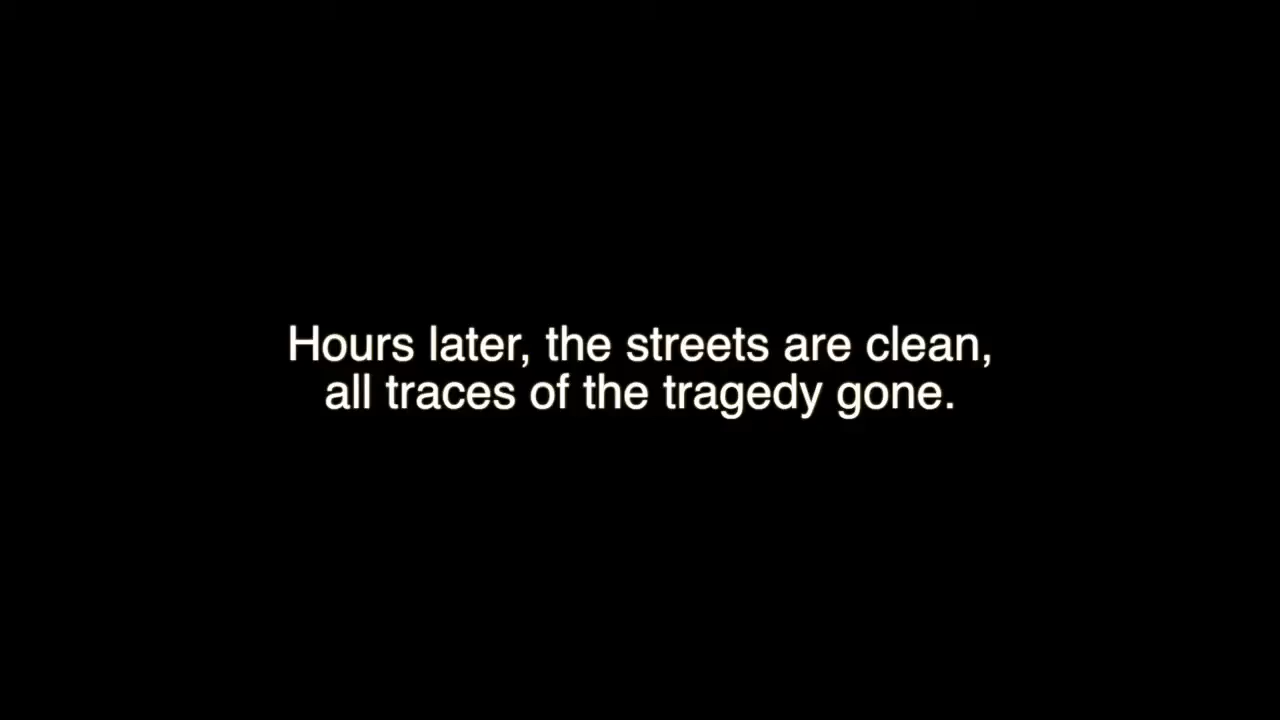 Hours later, the streets are clean,
all traces of the tragedy gone.